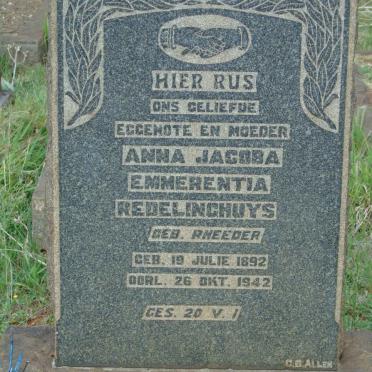 HIER RUS
ONS GELIEFDE
EGGENOTE EN MOEDER
ANNA JACOBA
EMMERENTIA
REDELINGHUYS
GEB. RHEEDER
GEB. 19 JULIE 1892
OORL. 26 OKT. 1942
GES. 20 V. 1
C.B. ALLEN